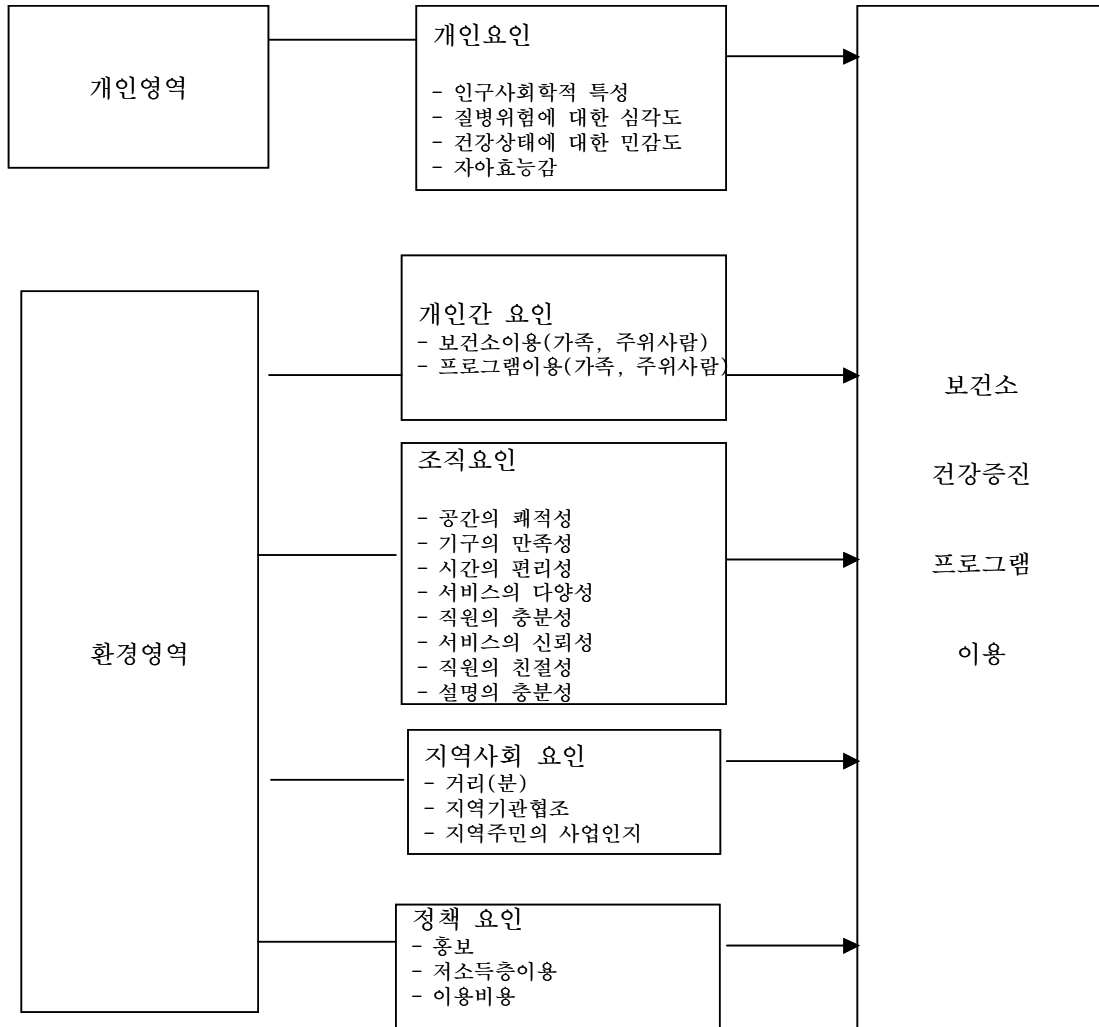 개인영역
개인요인
- 인구사회학적 특성
- 질병위험에 대한 심각도
- 건강상태에 대한 민감도
- 자아효능감
환경영역
개인간 요인
- 보건소이용(가족, 주위사람)
- 프로그램이용(가족, 주위사람)
조직요인
- 공간의 쾌적성
- 기구의 만족성
- 시간의 편리성
- 서비스의 다양성
- 직원의 충분성
- 서비스의 신뢰성
- 직원의 친절성
- 설명의 충분성
지역사회 요인
- 거리(분)
- 지역기관협조
- 지역주민의 사업인지
정책 요인
- 홍보
- 저소득층이용
- 이용비용
보건소
건강증진
프로그램
이용